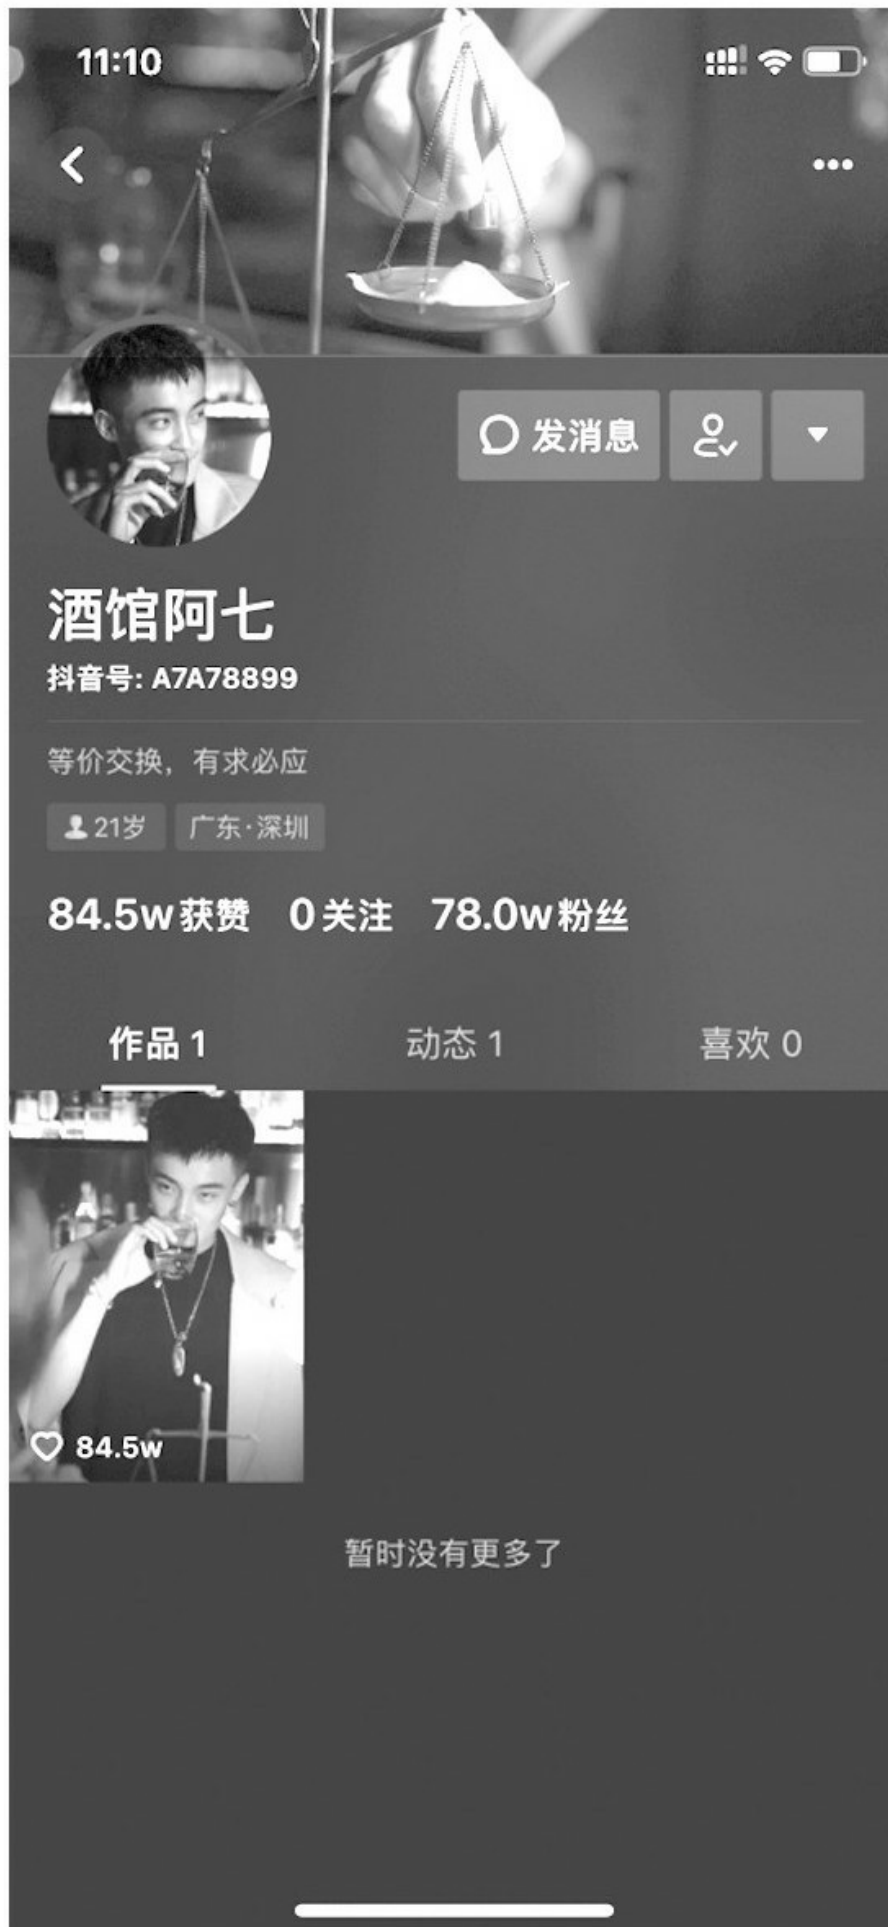 11:10
发消息
酒馆阿七
抖音号: A7A78899
等价交换，有求必应
21岁 广东·深圳
84.5w获赞 0关注 78.0w粉丝
作品 1 动态 1 喜欢 0
84.5w
暂时没有更多了